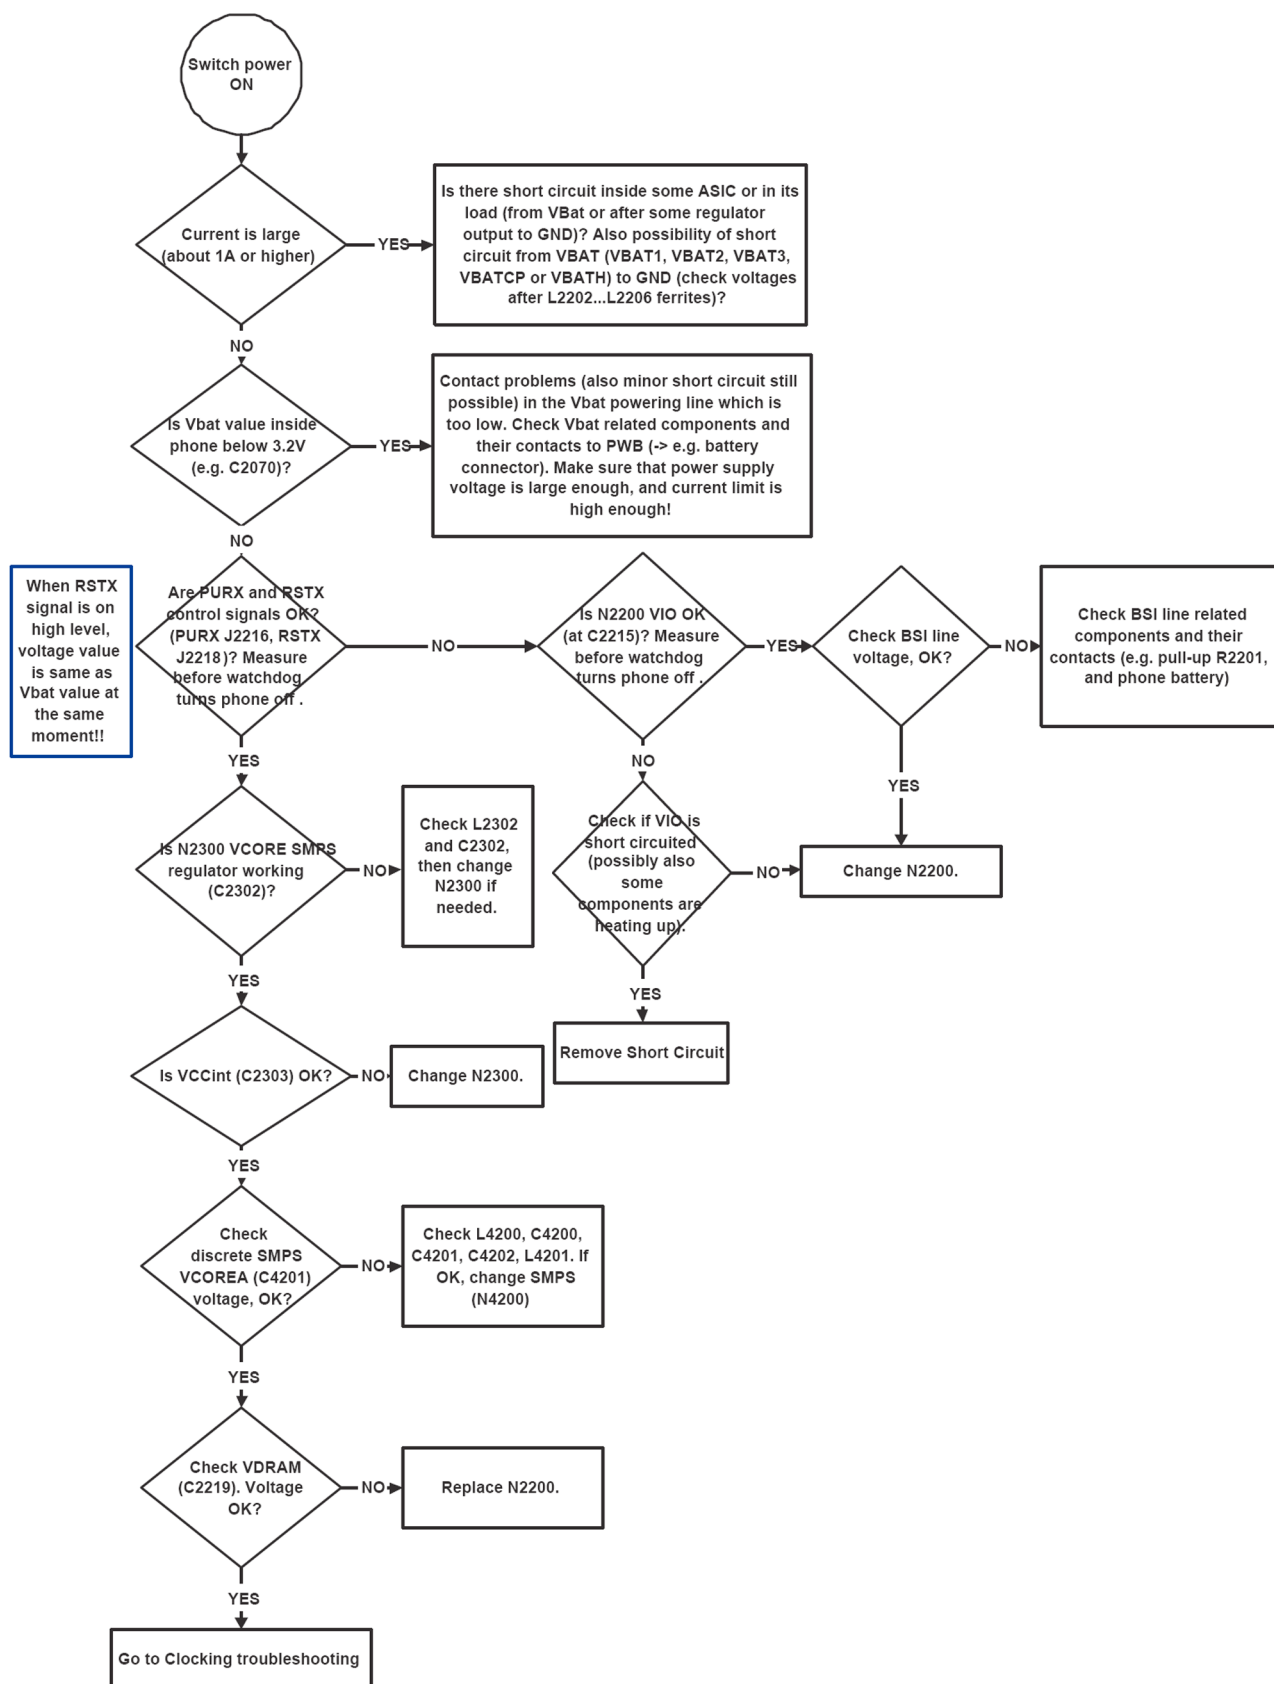 Switch power
ON
Current is large
(about 1A or higher)
YES
Is there short circuit inside some ASIC or in its
load (from VBat or after some regulator
output to GND)? Also possibility of short
circuit from VBAT (VBAT1, VBAT2, VBAT3,
VBATCP or VBATH) to GND (check voltages
after L2202...L2206 ferrites)?
NO
Is Vbat value inside
phone below 3.2V
(e.g. C2070)?
YES
Contact problems (also minor short circuit still
possible) in the Vbat powering line which is
too low. Check Vbat related components and
their contacts to PWB (-> e.g. battery
connector). Make sure that power supply
voltage is large enough, and current limit is
high enough!
NO
When RSTX
signal is on
high level,
voltage value
is same as
Vbat value at
the same
moment!!
Are PURX and RSTX
control signals OK?
(PURX J2216, RSTX
J2218)? Measure
before watchdog
turns phone off .
NO
Is N2200 VIO OK
(at C2215)? Measure
before watchdog
turns phone off .
YES
Check BSI line
voltage, OK?
NO
Check BSI line related
components and their
contacts (e.g. pull-up R2201,
and phone battery)
YES
NO
YES
Is N2300 VCORE SMPS
regulator working
(C2302)?
NO
Check L2302
and C2302,
then change
N2300 if
needed.
Check if VIO is
short circuited
(possibly also
some
components are
heating up).
NO
Change N2200.
YES
YES
Remove Short Circuit
Is VCCint (C2303) OK?
NO
Change N2300.
YES
Check
discrete SMPS
VCOREA (C4201)
voltage, OK?
NO
Check L4200, C4200,
C4201, C4202, L4201. If
OK, change SMPS
(N4200)
YES
Check VDRAM
(C2219). Voltage
OK?
NO
Replace N2200.
YES
Go to Clocking troubleshooting